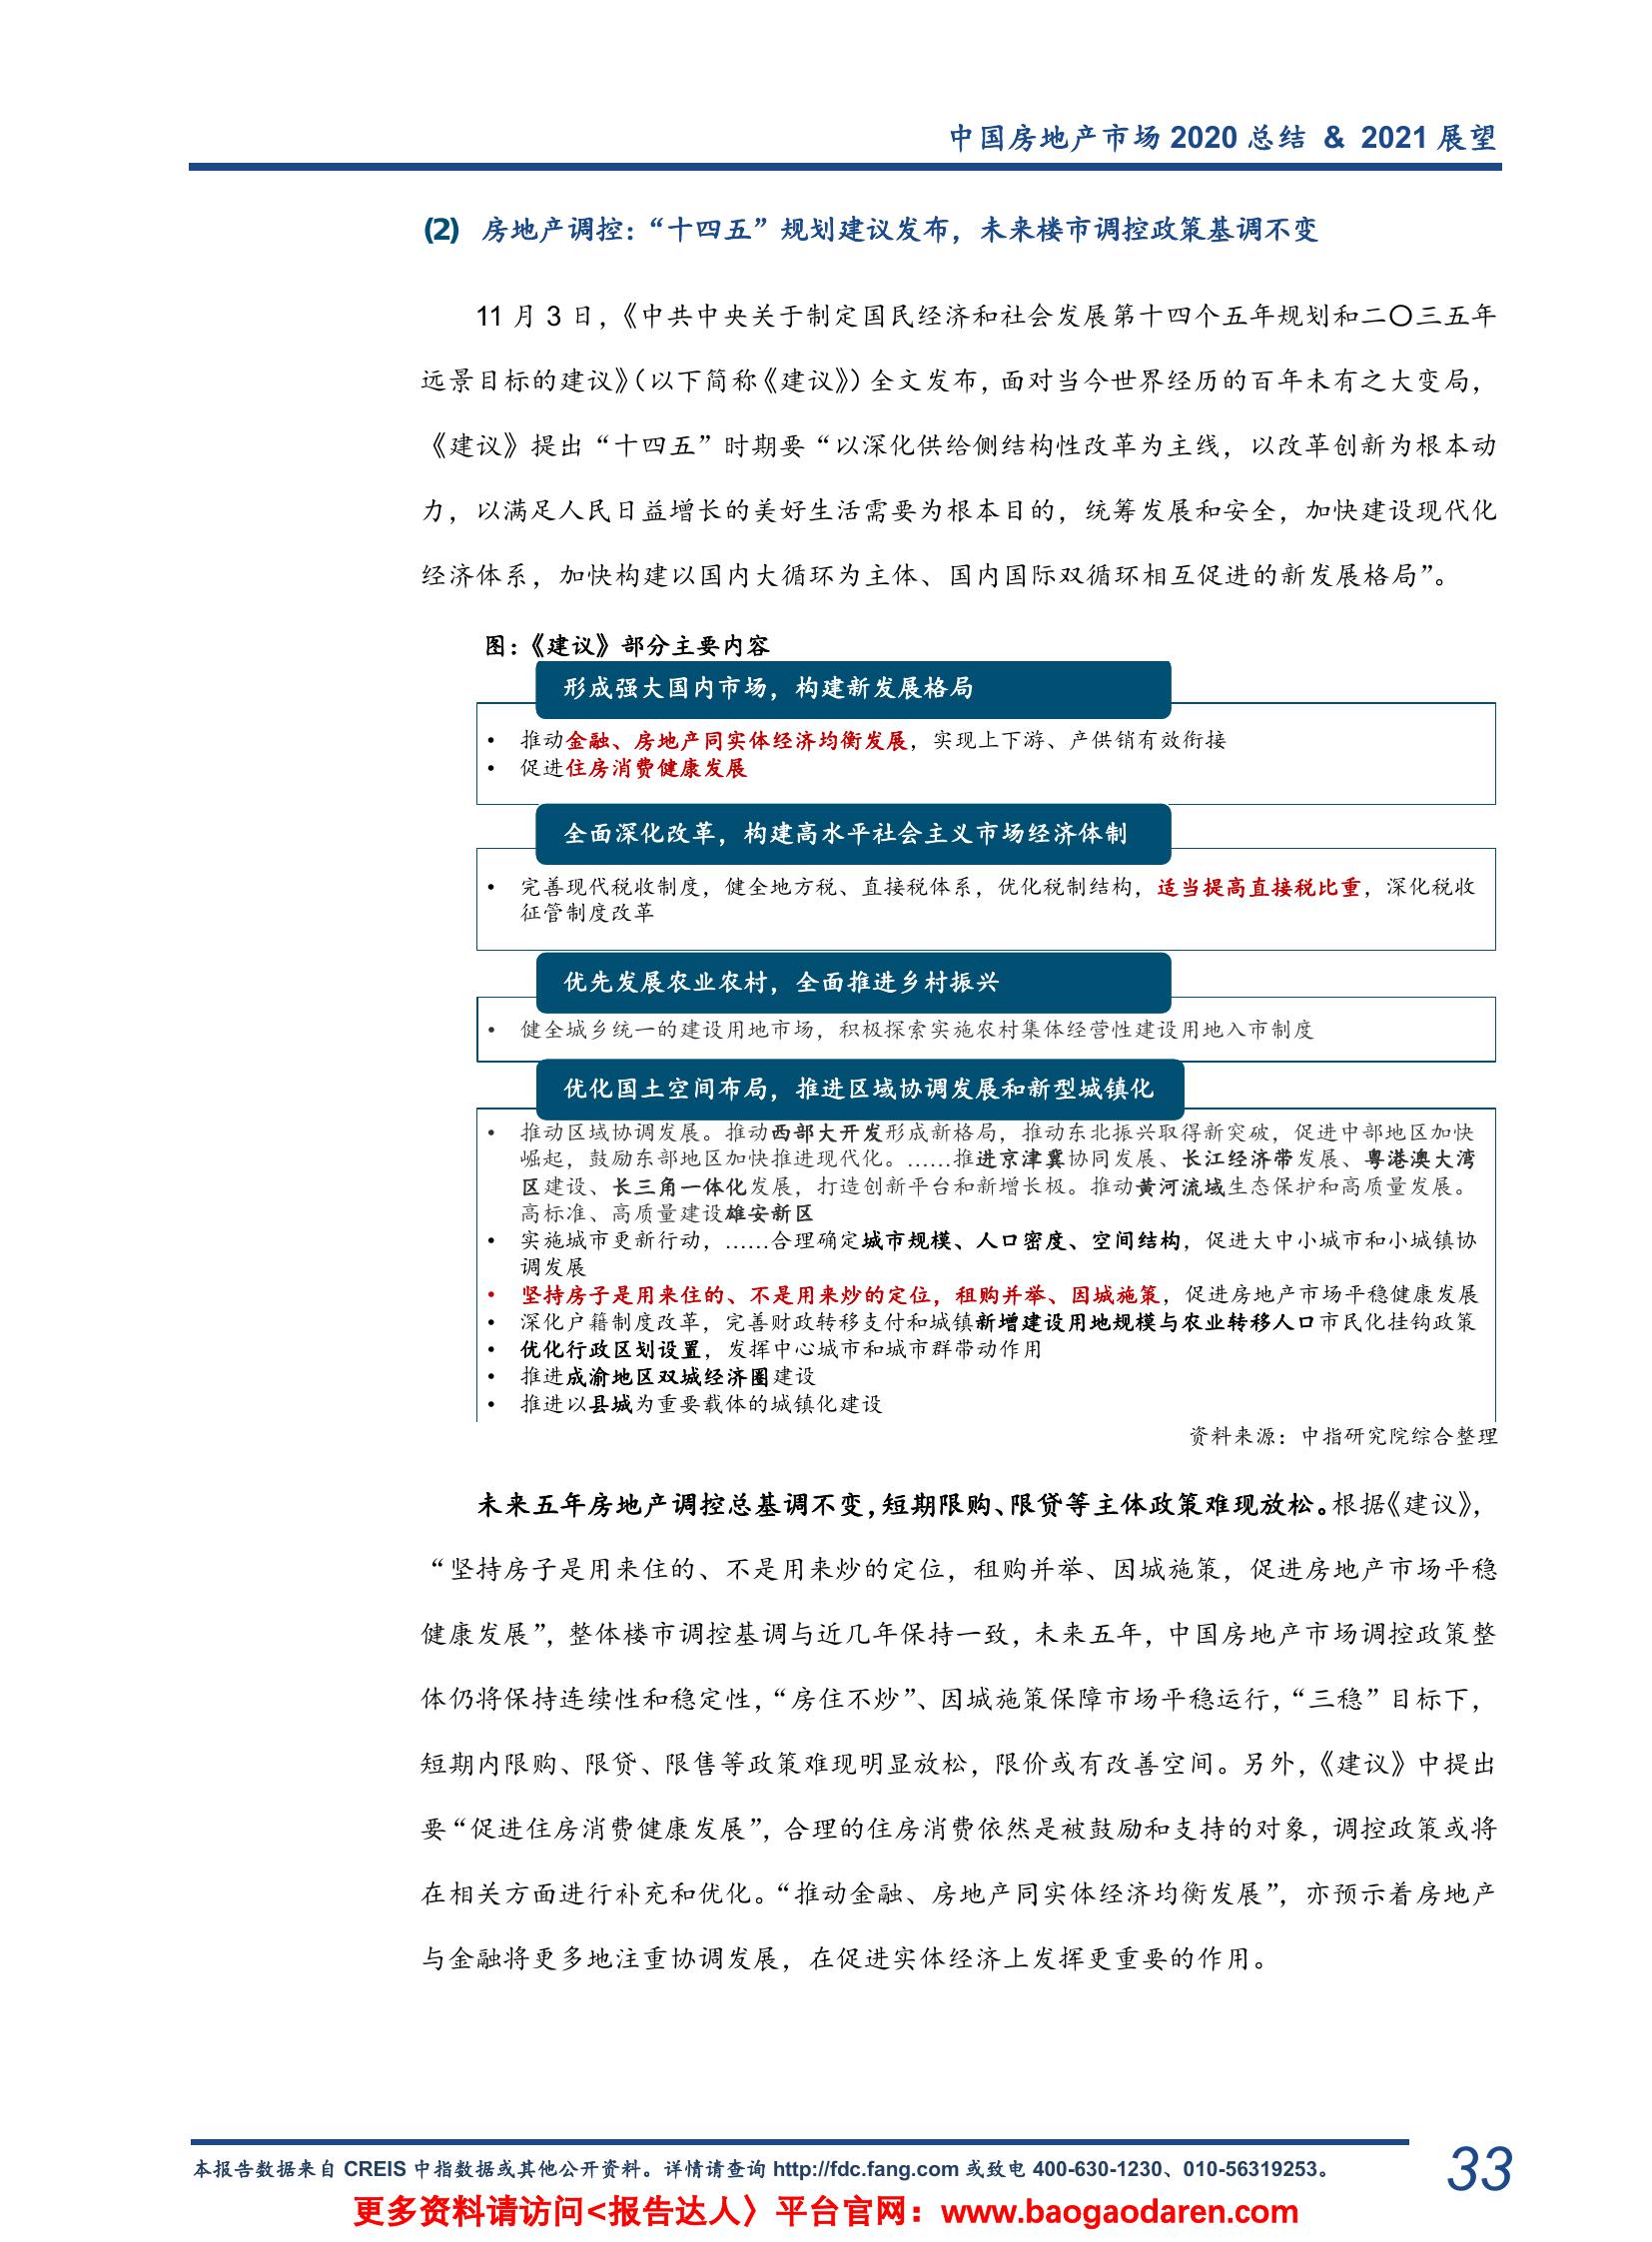 中国房地产市场 2020 总结 & 2021 展望
(2) 房地产调控：“十四五”规划建议发布，未来楼市调控政策基调不变
11 月 3 日，《中共中央关于制定国民经济和社会发展第十四个五年规划和二〇三五年
远景目标的建议》（以下简称《建议》）全文发布，面对当今世界经历的百年未有之大变局，
《建议》提出“十四五”时期要“以深化供给侧结构性改革为主线，以改革创新为根本动
力，以满足人民日益增长的美好生活需要为根本目的，统筹发展和安全，加快建设现代化
经济体系，加快构建以国内大循环为主体、国内国际双循环相互促进的新发展格局”。
图：《建议》部分主要内容
形成强大国内市场，构建新发展格局
• 推动金融、房地产同实体经济均衡发展，实现上下游、产供销有效衔接
• 促进住房消费健康发展
全面深化改革，构建高水平社会主义市场经济体制
• 完善现代税收制度，健全地方税、直接税体系，优化税制结构，适当提高直接税比重，深化税收
征管制度改革
优先发展农业农村，全面推进乡村振兴
• 健全城乡统一的建设用地市场，积极探索实施农村集体经营性建设用地入市制度
优化国土空间布局，推进区域协调发展和新型城镇化
• 推动区域协调发展。推动西部大开发形成新格局，推动东北振兴取得新突破，促进中部地区加快
崛起，鼓励东部地区加快推进现代化。……推进京津冀协同发展、长江经济带发展、粤港澳大湾
区建设、长三角一体化发展，打造创新平台和新增长极。推动黄河流域生态保护和高质量发展。
高标准、高质量建设雄安新区
• 实施城市更新行动，……合理确定城市规模、人口密度、空间结构，促进大中小城市和小城镇协
调发展
• 坚持房子是用来住的、不是用来炒的定位，租购并举、因城施策，促进房地产市场平稳健康发展
• 深化户籍制度改革，完善财政转移支付和城镇新增建设用地规模与农业转移人口市民化挂钩政策
• 优化行政区划设置，发挥中心城市和城市群带动作用
• 推进成渝地区双城经济圈建设
• 推进以县城为重要载体的城镇化建设
资料来源：中指研究院综合整理
未来五年房地产调控总基调不变，短期限购、限贷等主体政策难现放松。根据《建议》，
“坚持房子是用来住的、不是用来炒的定位，租购并举、因城施策，促进房地产市场平稳
健康发展”，整体楼市调控基调与近几年保持一致，未来五年，中国房地产市场调控政策整
体仍将保持连续性和稳定性，“房住不炒”、因城施策保障市场平稳运行，“三稳”目标下，
短期内限购、限贷、限售等政策难现明显放松，限价或有改善空间。另外，《建议》中提出
要“促进住房消费健康发展”，合理的住房消费依然是被鼓励和支持的对象，调控政策或将
在相关方面进行补充和优化。“推动金融、房地产同实体经济均衡发展”，亦预示着房地产
与金融将更多地注重协调发展，在促进实体经济上发挥更重要的作用。
本报告数据来自 CREIS 中指数据或其他公开资料。详情请查询 http://fdc.fang.com 或致电 400-630-1230、010-56319253。
33
更多资料请访问<报告达人〉平台官网：www.baogaodaren.com